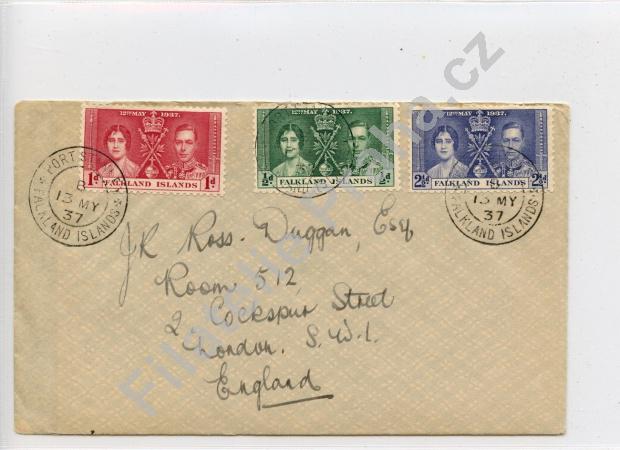 12TH MAY 1937.
1d FALKLAND ISLANDS 1d
12TH MAY 1937.
½d FALKLAND ISLANDS ½d
12TH MAY 1937.
2½d FALKLAND ISLANDS 2½d
PORT
B
13 MY
37
FALKLAND ISLANDS
13 MY
37
FALKLAND ISLANDS
J R Ross-Duggan, Esq
Room 512,
2 Cockspur Street
London. S.W.1.
England
Filatelie Praha.cz